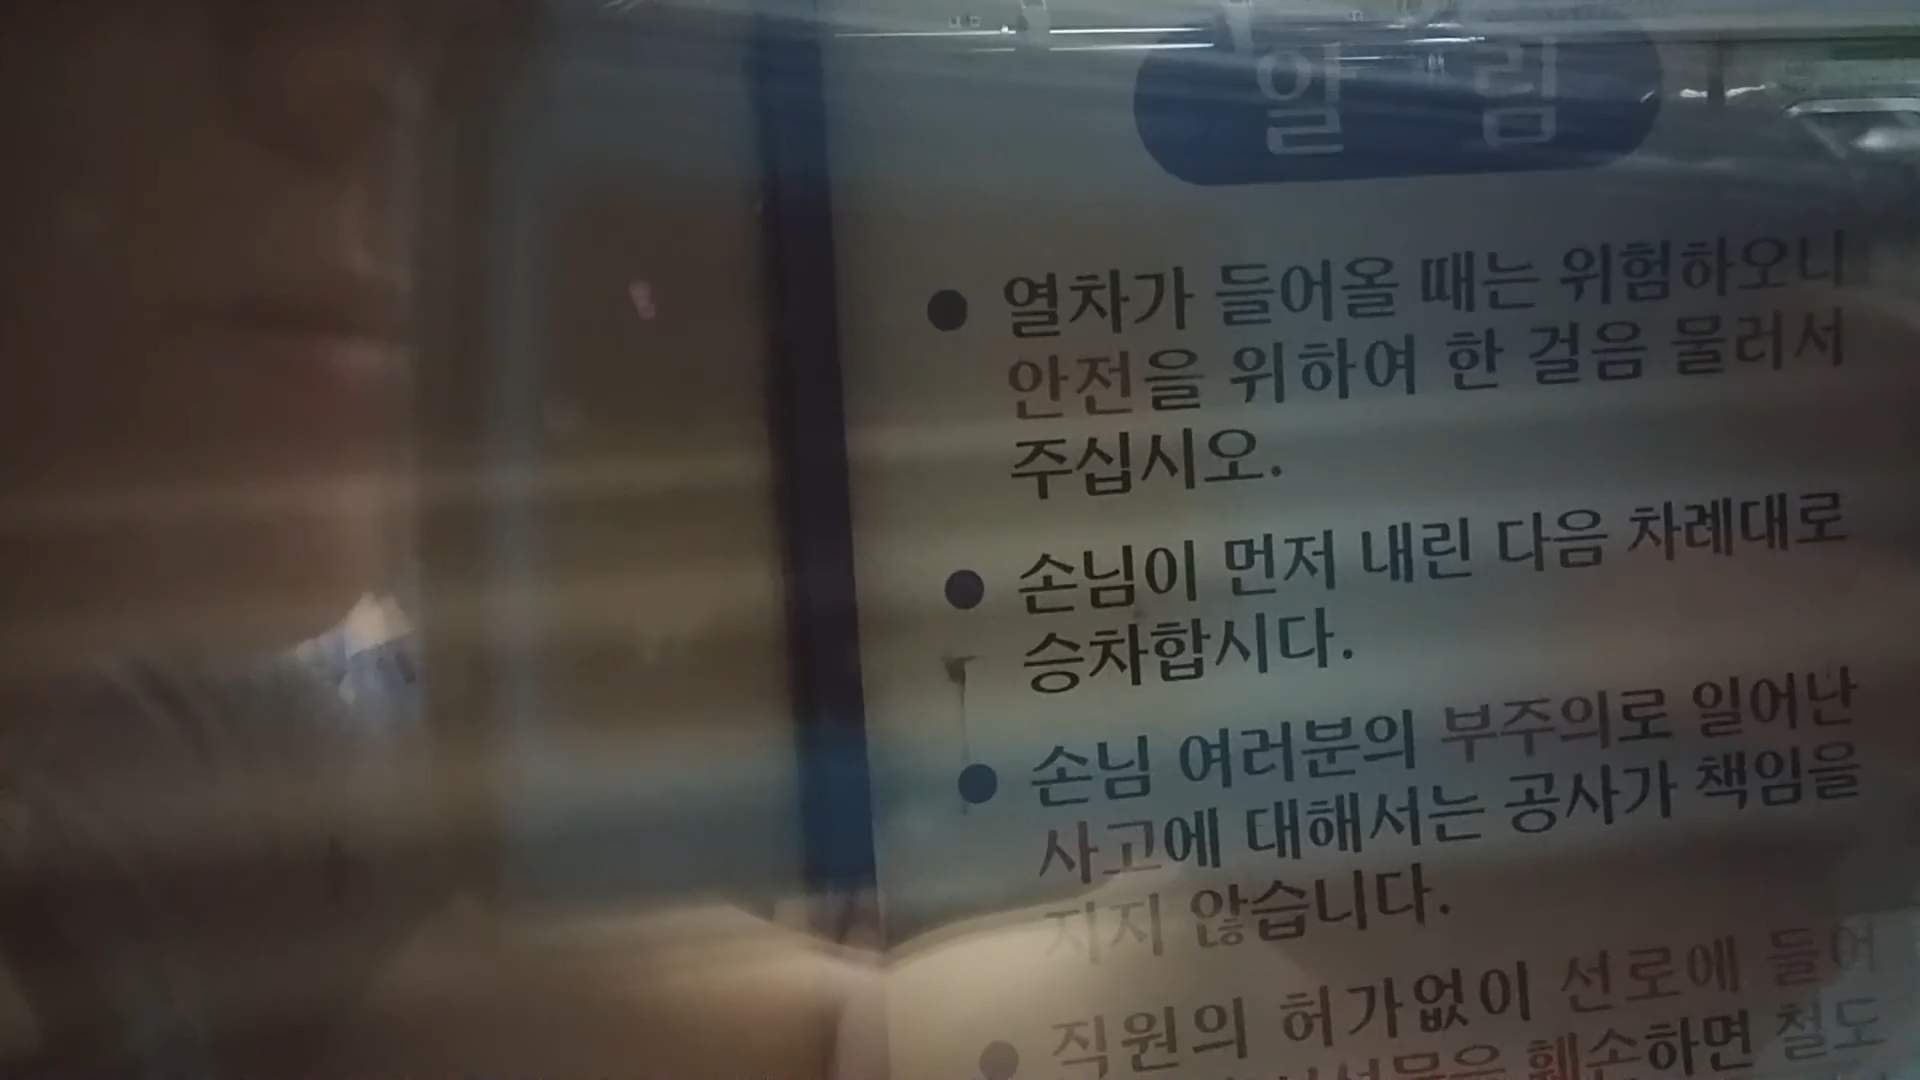 알 림
● 열차가 들어올 때는 위험하오니
안전을 위하여 한 걸음 물러서
주십시오.
● 손님이 먼저 내린 다음 차례대로
승차합시다.
● 손님 여러분의 부주의로 일어난
사고에 대해서는 공사가 책임을
지지 않습니다.
● 직원의 허가없이 선로에 들어
훼손하면 철도